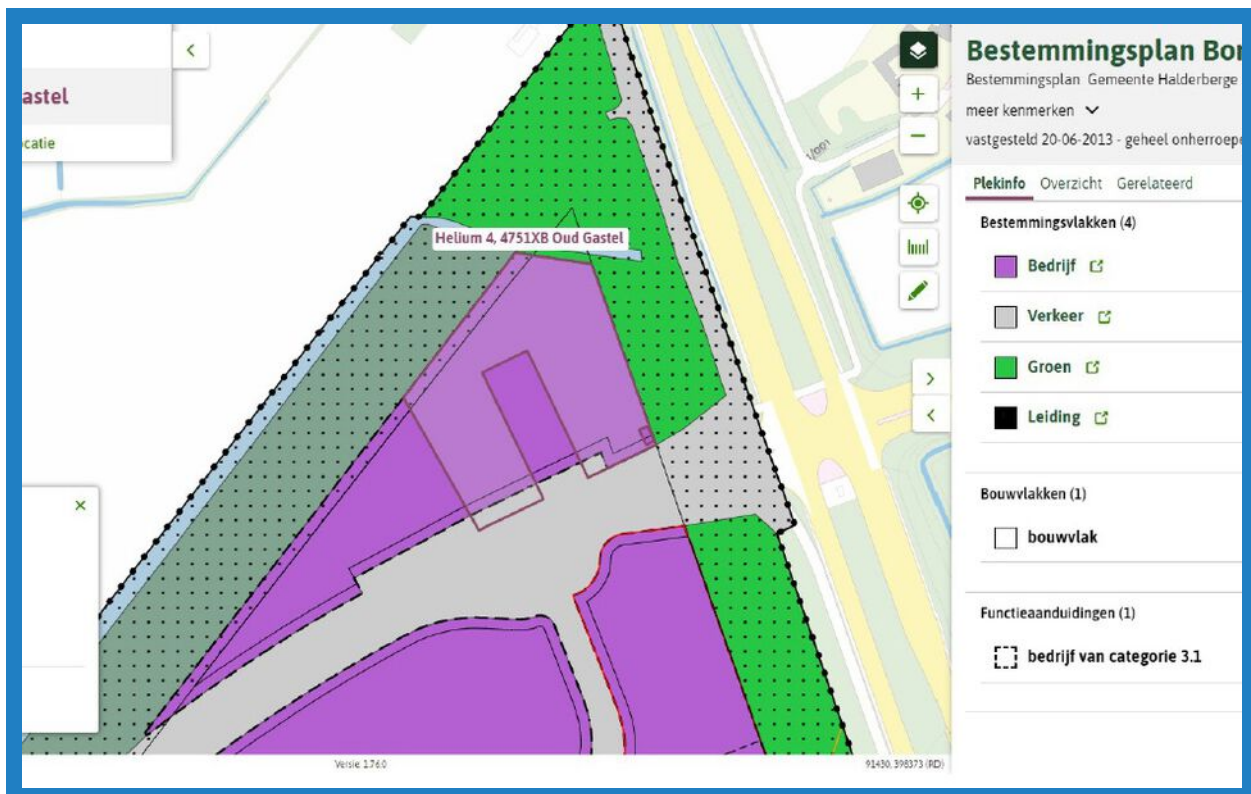 astel
catie
Helium 4, 4751XB Oud Gastel
Bestemmingsplan Bor
Bestemmingsplan Gemeente Halderberge
meer kenmerken
vastgesteld 20-06-2013 - geheel onherroepe
Plekinfo Overzicht Gerelateerd
Bestemmingsvlakken (4)
Bedrijf
Verkeer
Groen
Leiding
Bouwvlakken (1)
bouwvlak
Functieaanduidingen (1)
bedrijf van categorie 3.1
Versie 1.76.0
91430, 398373 (RD)